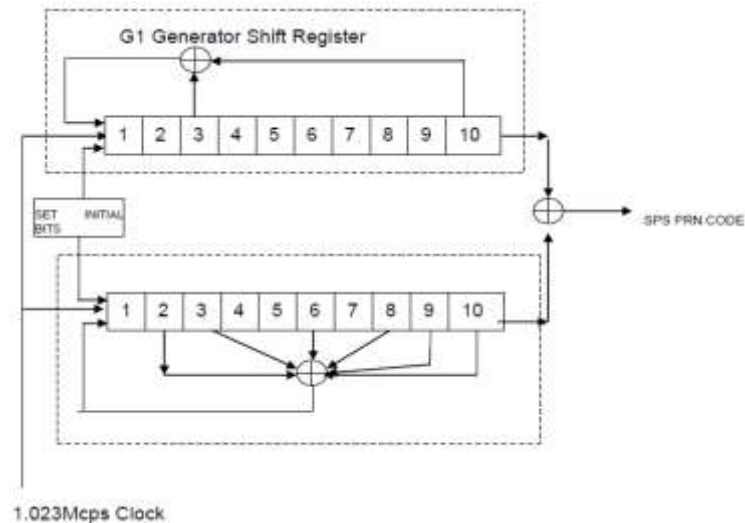 G1 Generator Shift Register
1 2 3 4 5 6 7 8 9 10
SET INITIAL
BITS
SPS PRN CODE
1 2 3 4 5 6 7 8 9 10
1.023Mcps Clock